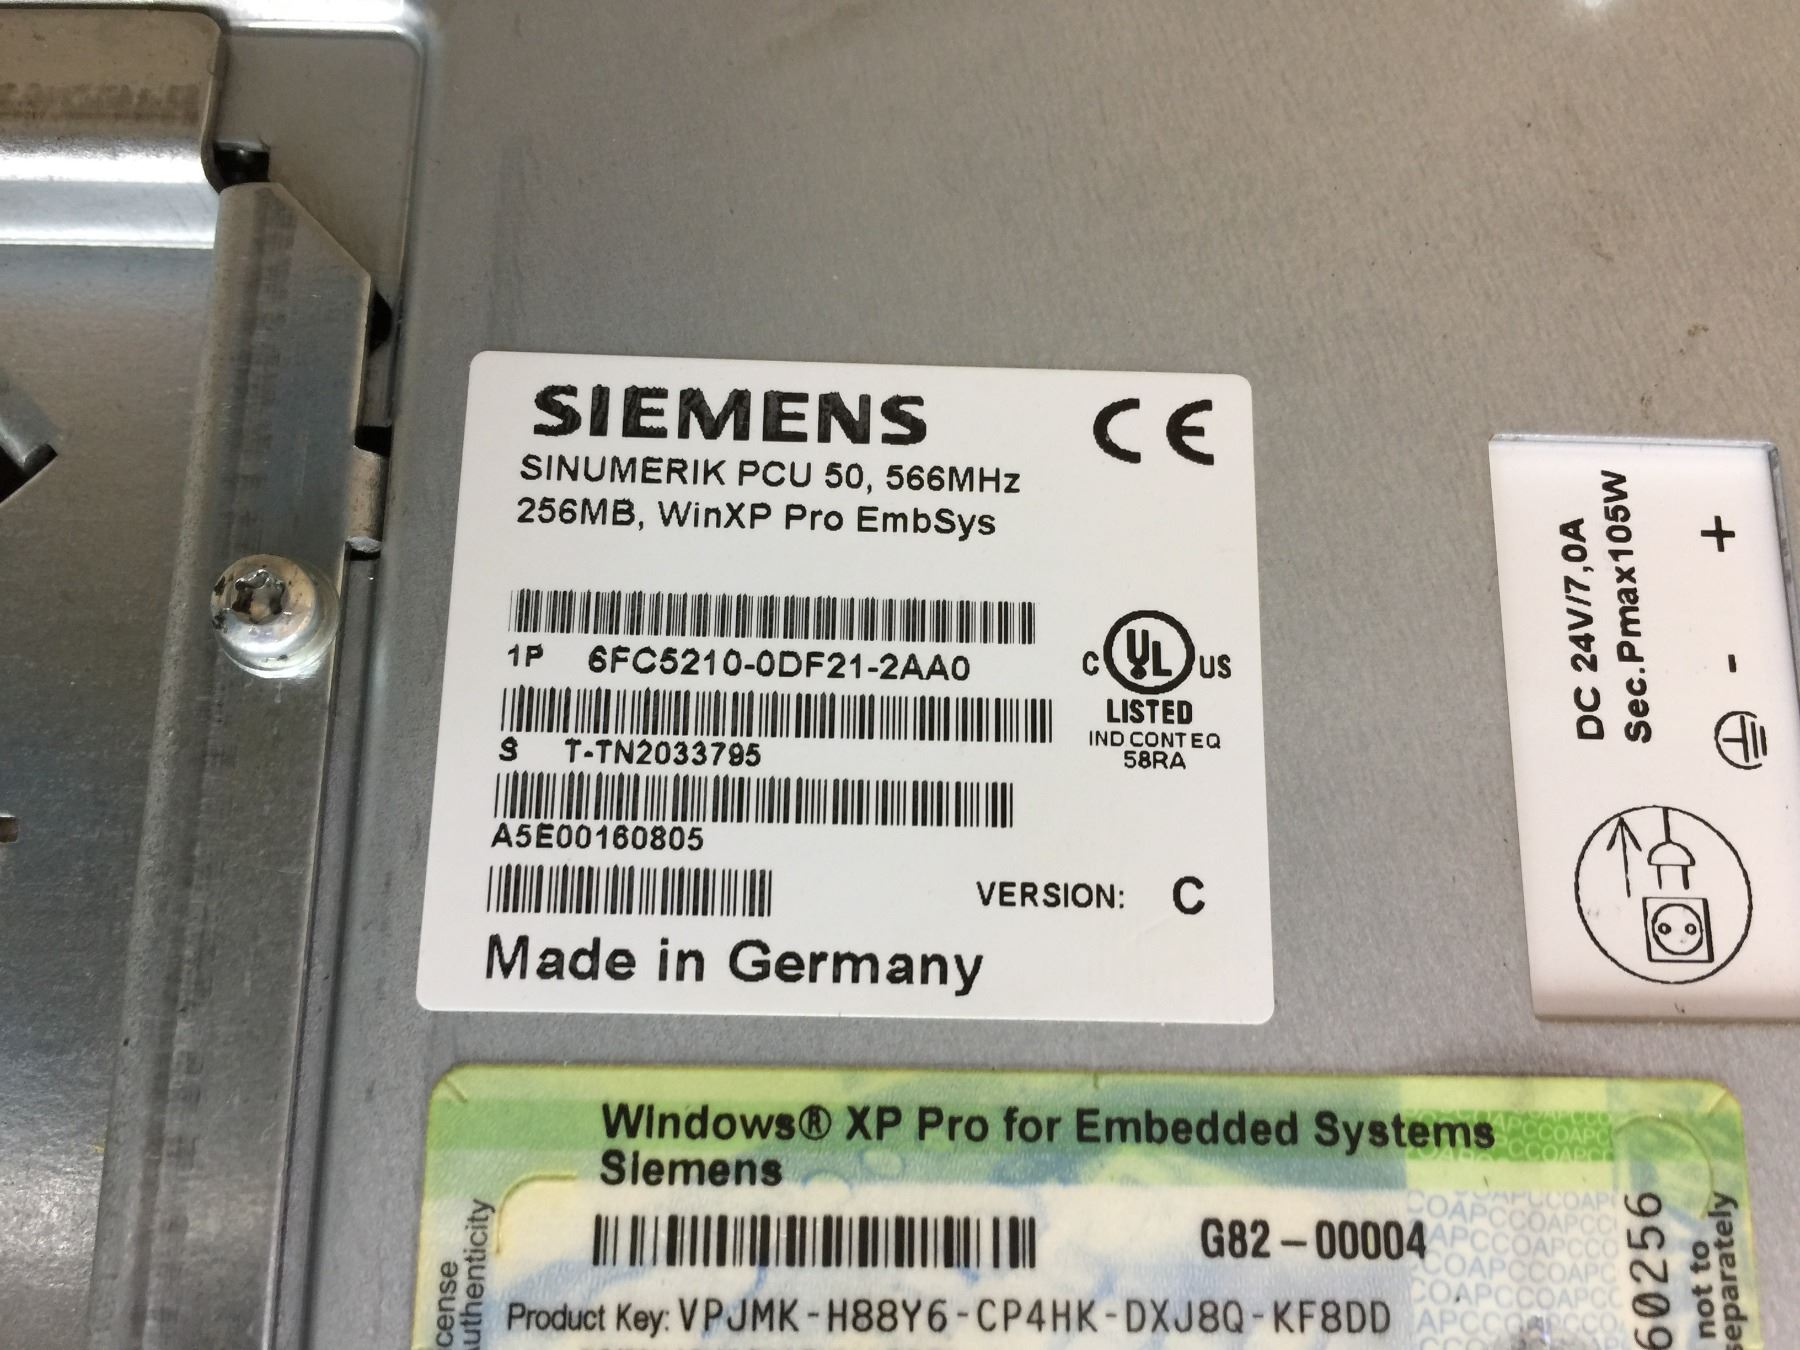 SIEMENS
CE
SINUMERIK PCU 50, 566MHz
256MB, WinXP Pro EmbSys
1P 6FC5210-0DF21-2AA0
C UL US
LISTED
IND CONT EQ
58RA
S T-TN2033795
A5E00160805
VERSION: C
Made in Germany
DC 24V/7,0A
Sec.Pmax105W
+
-
Windows® XP Pro for Embedded Systems
Siemens
G82-00004
Product Key: VPJMK-H88Y6-CP4HK-DXJ8Q-KF8DD
60256
not to
separately